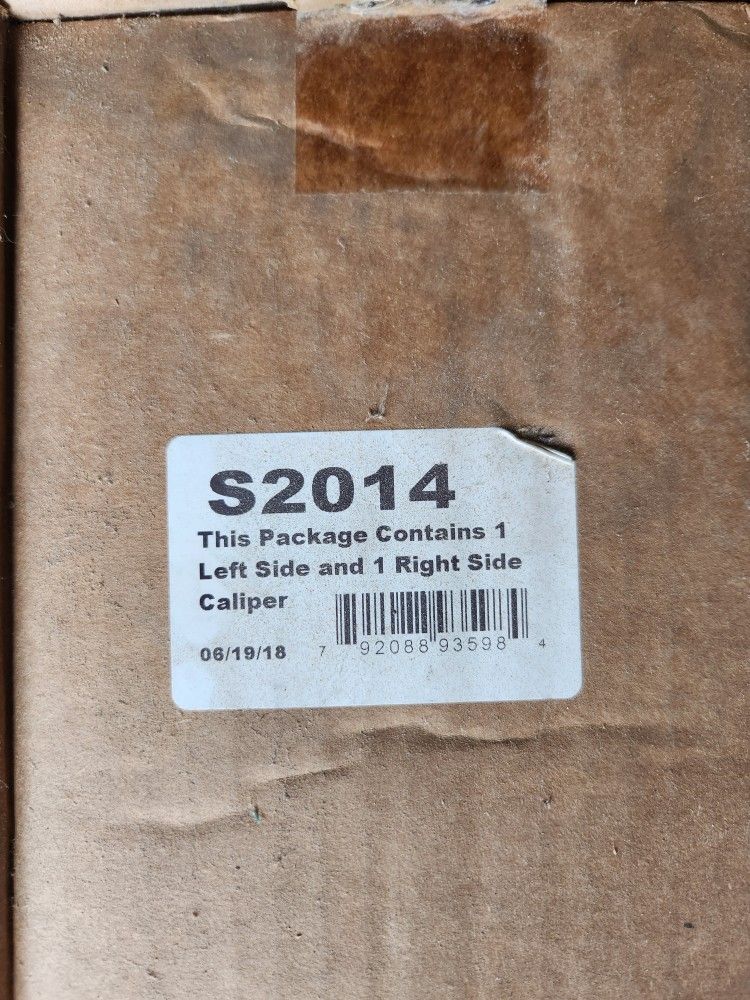 S2014
This Package Contains 1
Left Side and 1 Right Side
Caliper
06/19/18
7 92088 93598 4